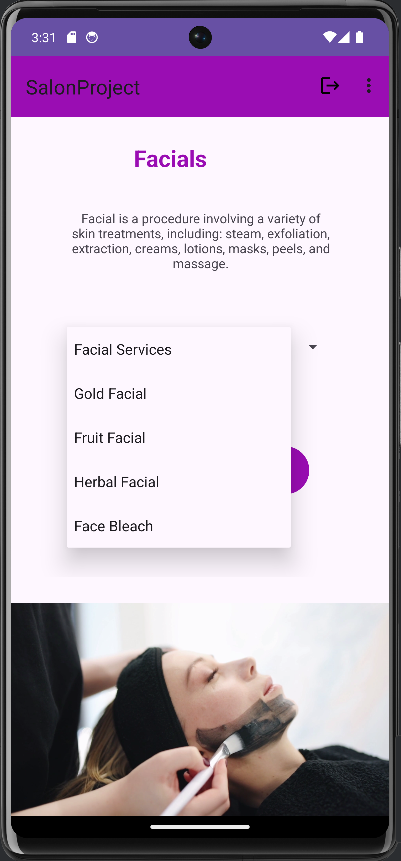 3:31
SalonProject
Facials
Facial is a procedure involving a variety of
skin treatments, including: steam, exfoliation,
extraction, creams, lotions, masks, peels, and
massage.
Facial Services
Gold Facial
Fruit Facial
Herbal Facial
Face Bleach